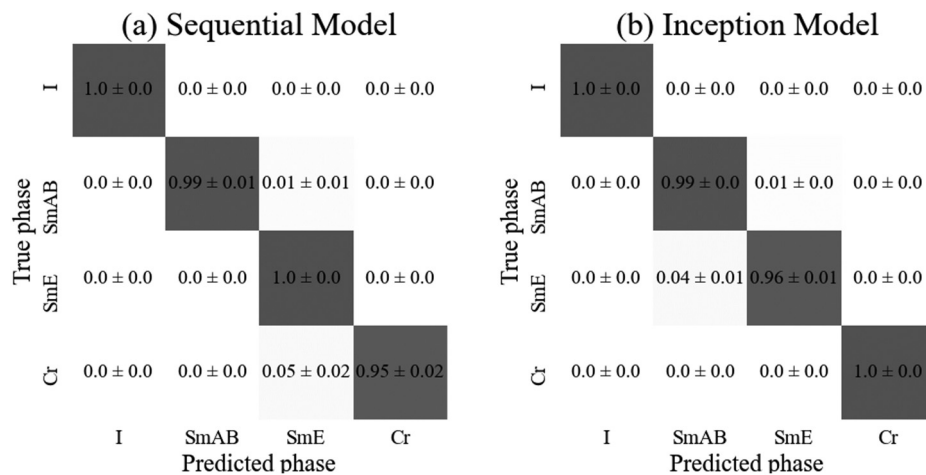 (a) Sequential Model
I
1.0 ± 0.0 0.0 ± 0.0 0.0 ± 0.0 0.0 ± 0.0
SmAB
0.0 ± 0.0 0.99 ± 0.01 0.01 ± 0.01 0.0 ± 0.0
True phase
SmE
0.0 ± 0.0 0.0 ± 0.0 1.0 ± 0.0 0.0 ± 0.0
Cr
0.0 ± 0.0 0.0 ± 0.0 0.05 ± 0.02 0.95 ± 0.02
I SmAB SmE Cr
Predicted phase
(b) Inception Model
I
1.0 ± 0.0 0.0 ± 0.0 0.0 ± 0.0 0.0 ± 0.0
SmAB
0.0 ± 0.0 0.99 ± 0.0 0.01 ± 0.0 0.0 ± 0.0
True phase
SmE
0.0 ± 0.0 0.04 ± 0.01 0.96 ± 0.01 0.0 ± 0.0
Cr
0.0 ± 0.0 0.0 ± 0.0 0.0 ± 0.0 1.0 ± 0.0
I SmAB SmE Cr
Predicted phase